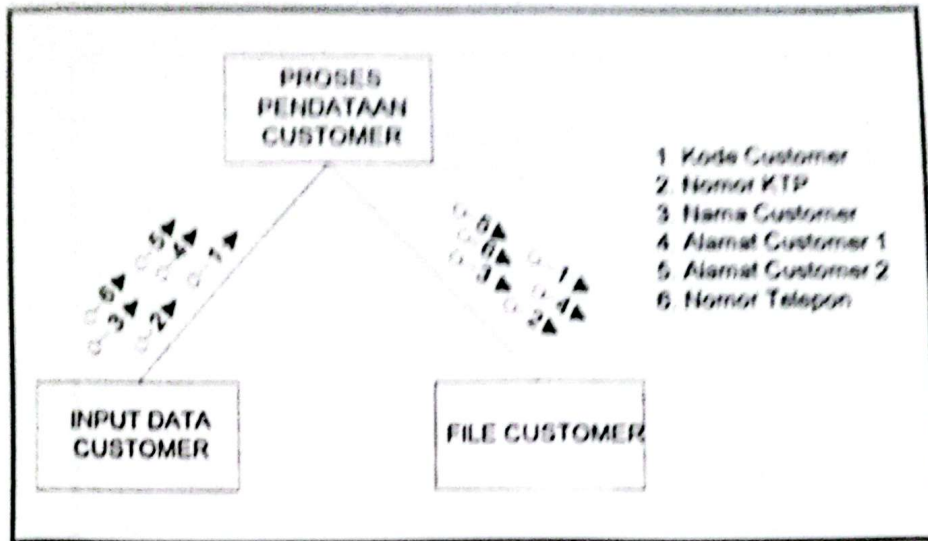 PROSES
PENDATAAN
CUSTOMER
1 Kode Customer
2. Nomor KTP
3 Nama Customer
4 Alamat Customer 1
5 Alamat Customer 2
6. Nomor Telepon
5
4
1
6
3
2
6
1
4
2
INPUT DATA
CUSTOMER
FILE CUSTOMER